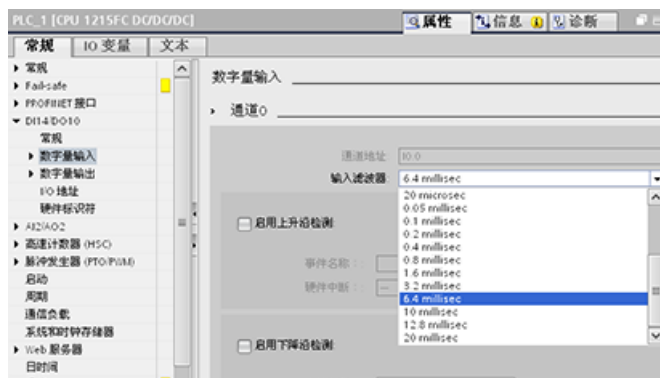 PLC_1 [CPU 1215FC DC/DC/DC]
属性
信息
诊断
常规
IO 变量
文本
常规
Fail-safe
PROFINET 接口
DI14/DO10
常规
数字量输入
数字量输出
I/O 地址
硬件标识符
AI2/AO2
高速计数器 (HSC)
脉冲发生器 (PTO/PWM)
启动
周期
通信负载
系统和时钟存储器
Web 服务器
日时间
数字量输入
通道0
通道地址: I0.0
输入滤波器: 6.4 millisec
20 microsec
0.05 millisec
0.1 millisec
0.2 millisec
0.4 millisec
0.8 millisec
1.6 millisec
3.2 millisec
6.4 millisec
10 millisec
12.8 millisec
20 millisec
启用上升沿检测
事件名称:
硬件中断:
启用下降沿检测